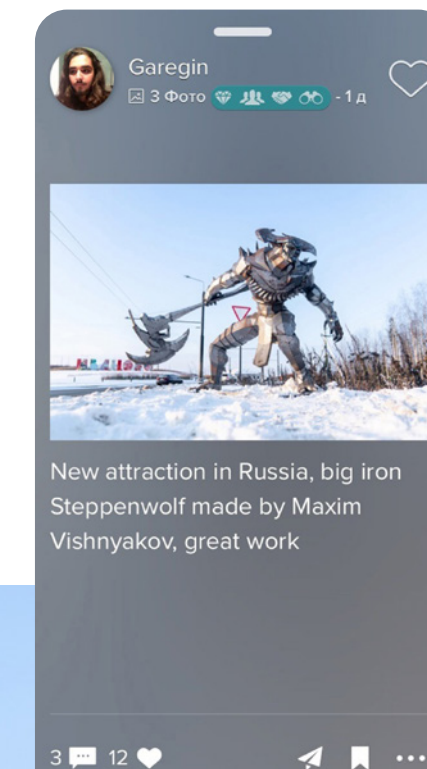 Garegin
3 Фото - 1 д
New attraction in Russia, big iron
Steppenwolf made by Maxim
Vishnyakov, great work
3 12